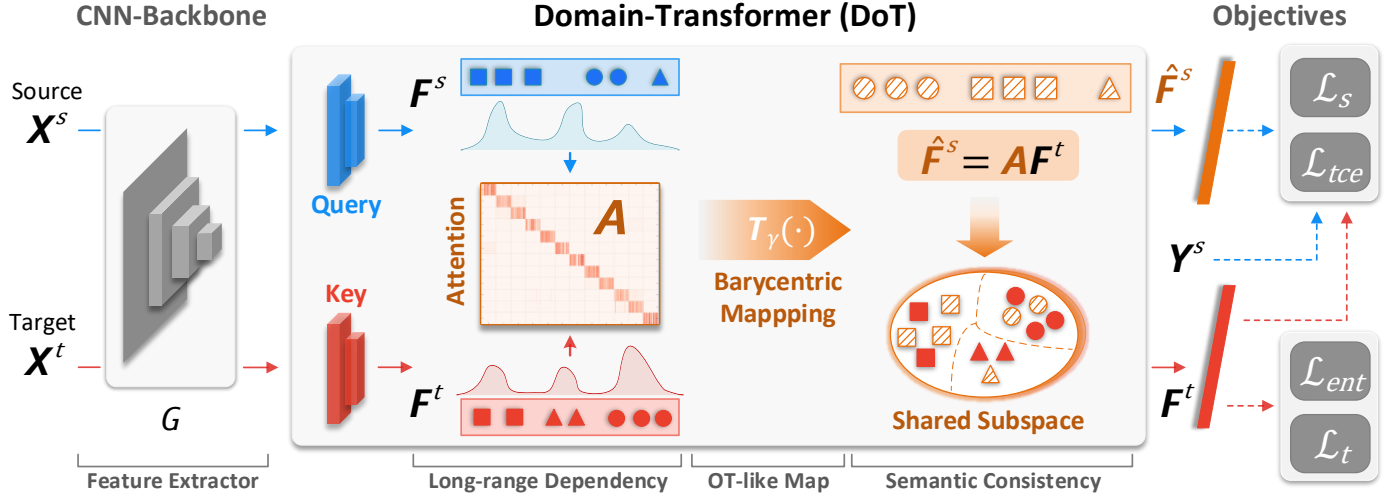 CNN-Backbone
Domain-Transformer (DoT)
Objectives
Source
X^s
Target
X^t
G
Query
Key
F^s
F^t
Attention
A
T_γ(·)
Barycentric
Mappping
F̂^s = AF^t
Shared Subspace
F̂^s
Y^s
F^t
ℒ_s
ℒ_tce
ℒ_ent
ℒ_t
Feature Extractor
Long-range Dependency
OT-like Map
Semantic Consistency